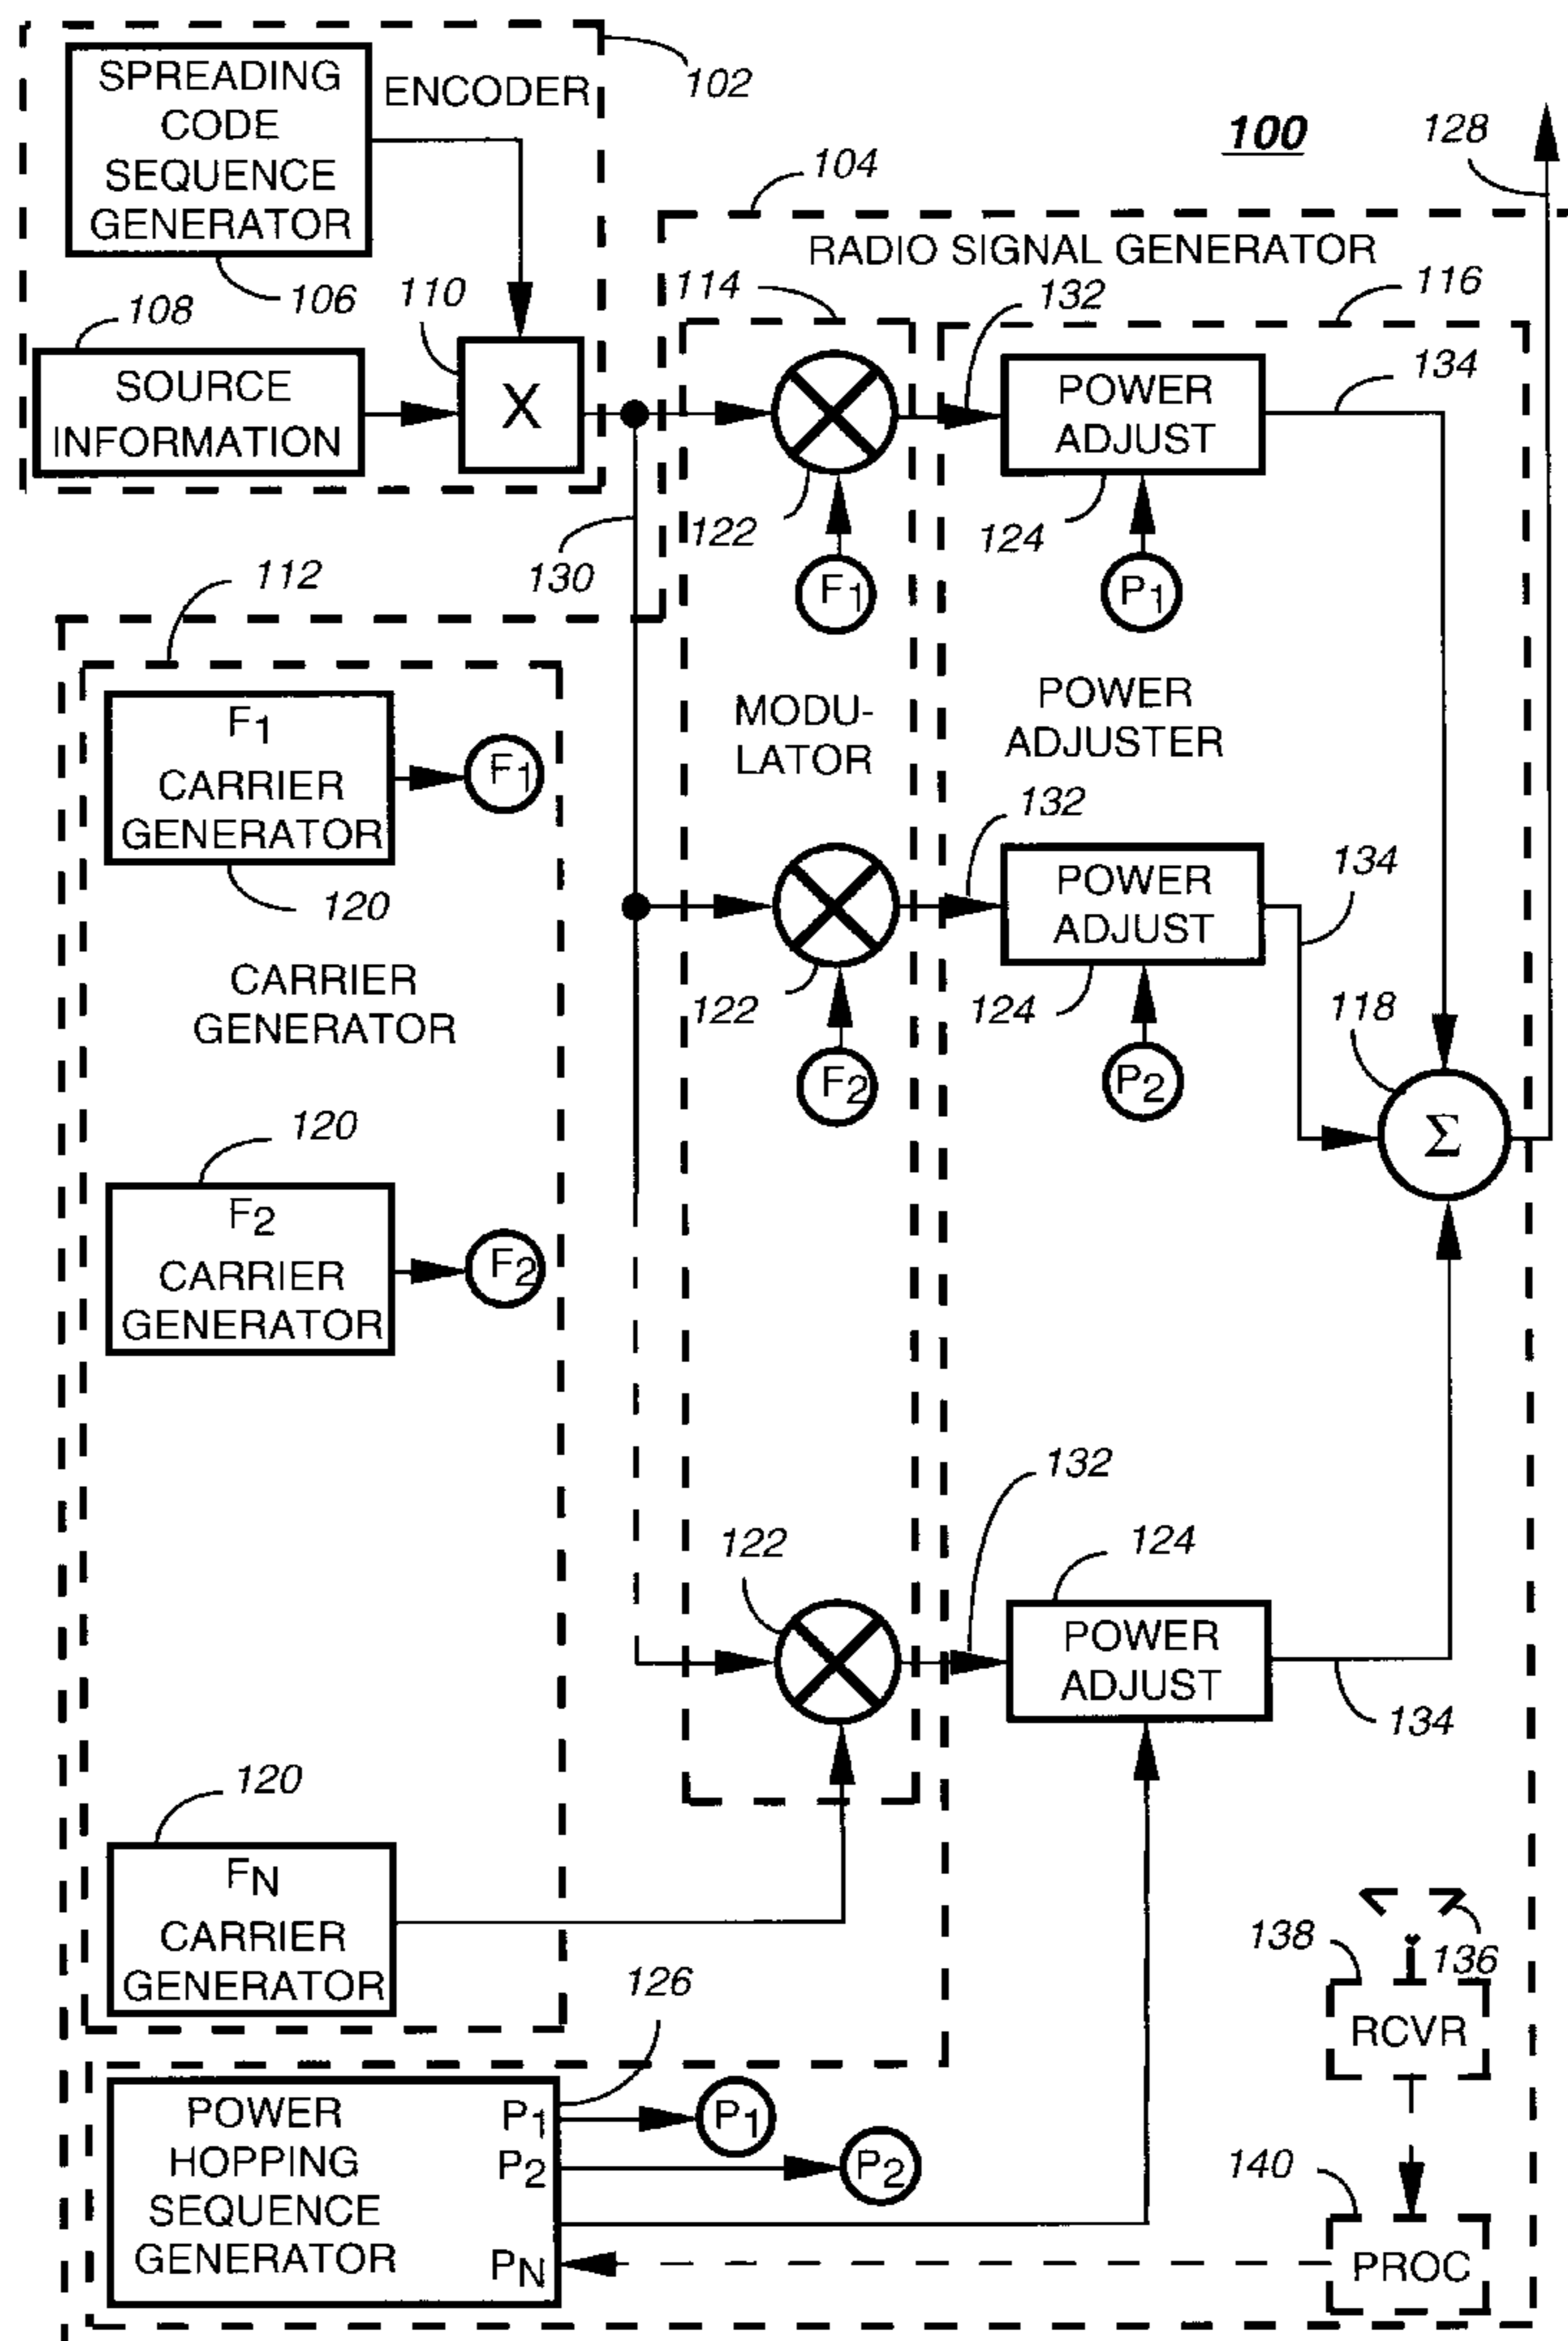 SPREADING
CODE
SEQUENCE
GENERATOR
ENCODER
102
100
128
104
RADIO SIGNAL GENERATOR
106
108
110
114
132
116
SOURCE
INFORMATION
X
POWER
ADJUST
134
122
124
130
F1
P1
112
F1
CARRIER
GENERATOR
F1
MODU-
LATOR
POWER
ADJUSTER
120
132
POWER
ADJUST
134
CARRIER
GENERATOR
122
124
118
F2
P2
120
Σ
F2
CARRIER
GENERATOR
F2
132
122
124
POWER
ADJUST
134
120
FN
CARRIER
GENERATOR
138
136
RCVR
126
POWER
HOPPING
SEQUENCE
GENERATOR
P1
P1
P2
P2
PN
140
PROC